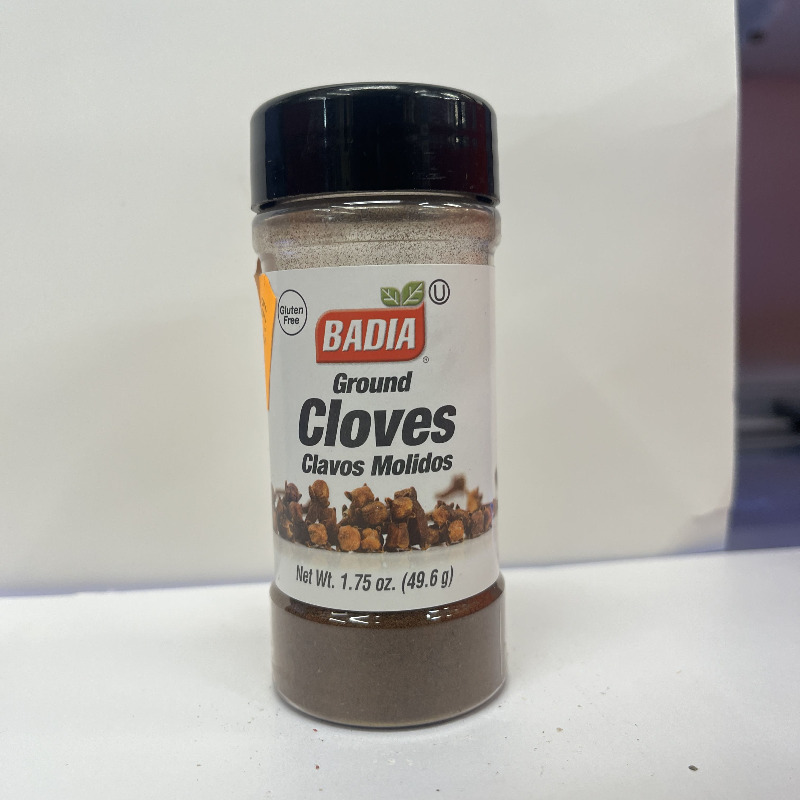 Gluten
Free
U
BADIA
®
Ground
Cloves
Clavos Molidos
Net Wt. 1.75 oz. (49.6 g)